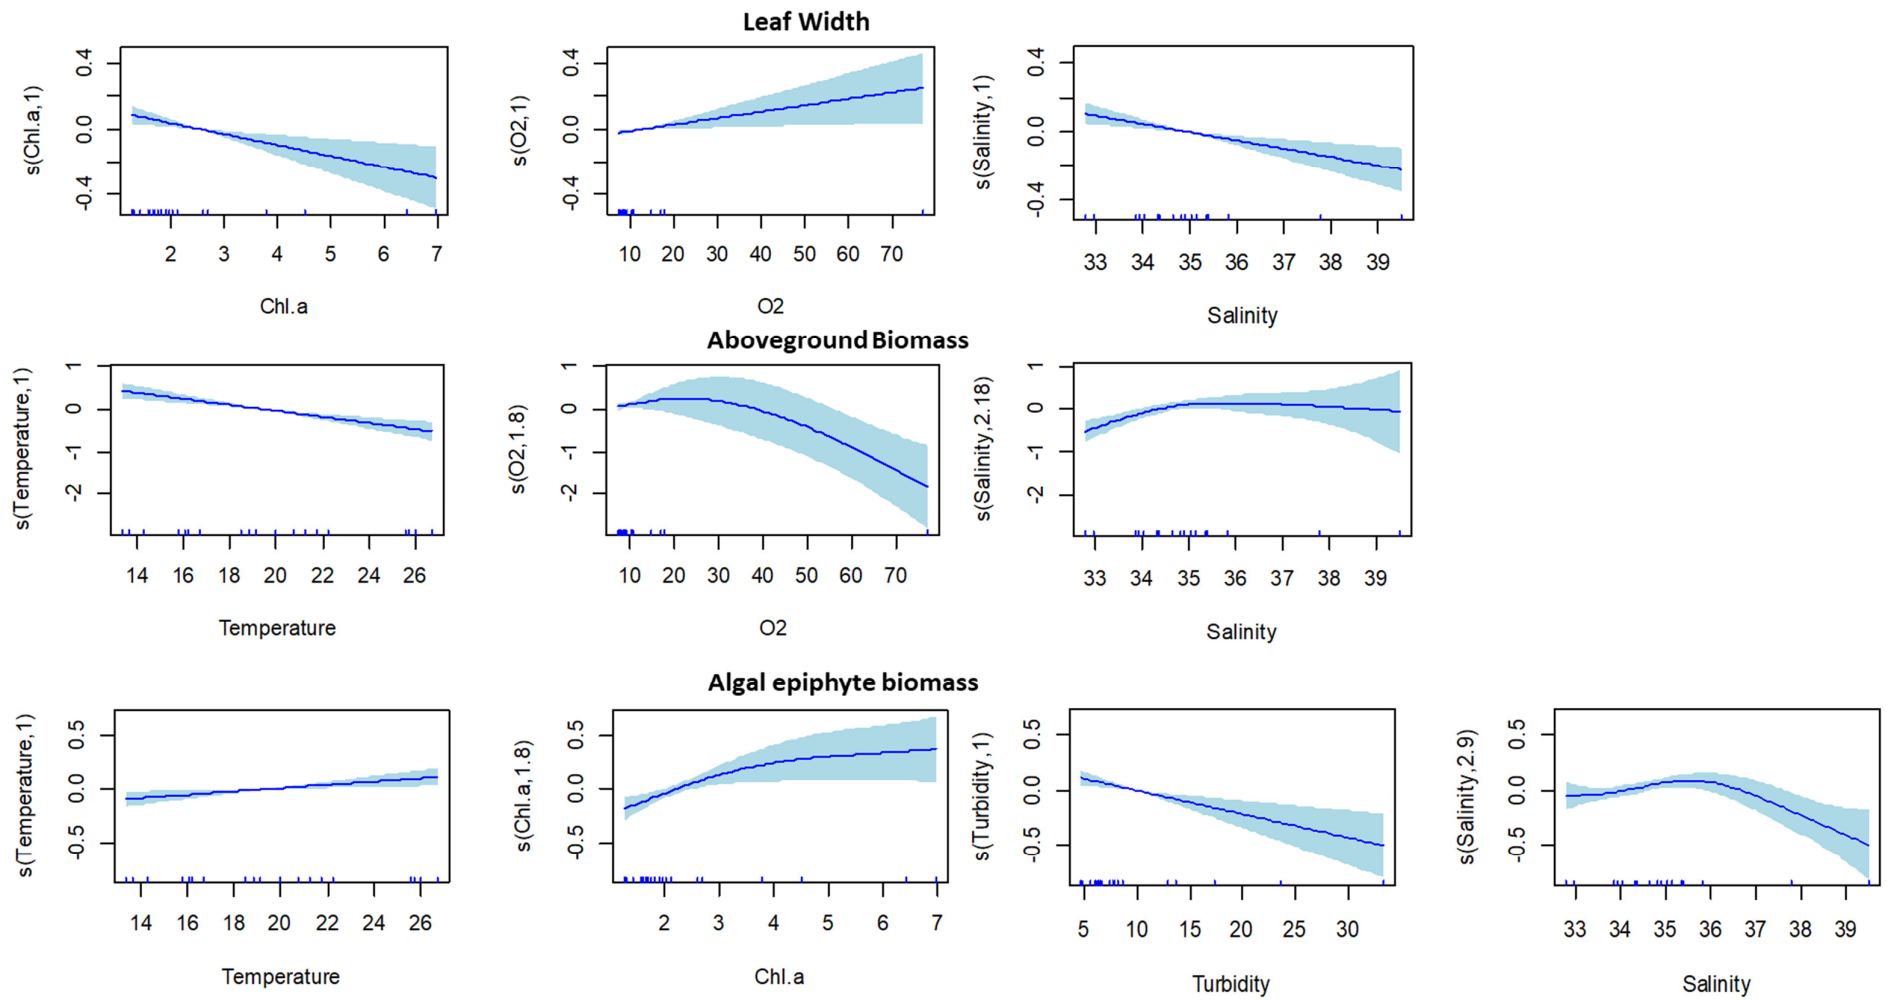 Leaf Width
s(Chl.a,1)
-0.4 0.0 0.4
2 3 4 5 6 7
Chl.a
s(O2,1)
-0.4 0.0 0.4
10 20 30 40 50 60 70
O2
s(Salinity,1)
-0.4 0.0 0.4
33 34 35 36 37 38 39
Salinity
Aboveground Biomass
s(Temperature,1)
-2 -1 0 1
14 16 18 20 22 24 26
Temperature
s(O2,1.8)
-2 -1 0 1
10 20 30 40 50 60 70
O2
s(Salinity,2.18)
-2 -1 0 1
33 34 35 36 37 38 39
Salinity
Algal epiphyte biomass
s(Temperature,1)
-0.5 0.0 0.5
14 16 18 20 22 24 26
Temperature
s(Chl.a,1.8)
-0.5 0.0 0.5
2 3 4 5 6 7
Chl.a
s(Turbidity,1)
-0.5 0.0 0.5
5 10 15 20 25 30
Turbidity
s(Salinity,2.9)
-0.5 0.0 0.5
33 34 35 36 37 38 39
Salinity